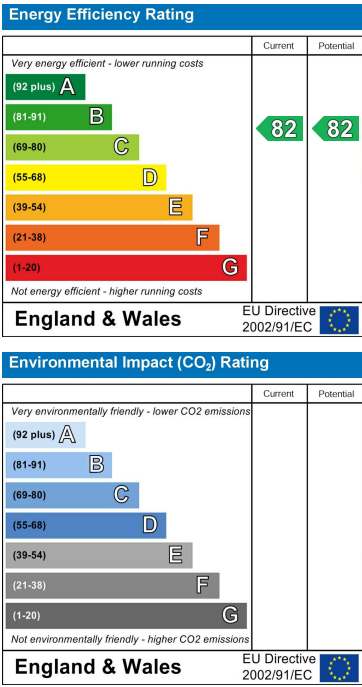 Energy Efficiency Rating
Current Potential
Very energy efficient - lower running costs
(92 plus) A
(81-91) B
82 82
(69-80) C
(55-68) D
(39-54) E
(21-38) F
(1-20) G
Not energy efficient - higher running costs
England & Wales
EU Directive
2002/91/EC
Environmental Impact (CO₂) Rating
Current Potential
Very environmentally friendly - lower CO2 emissions
(92 plus) A
(81-91) B
(69-80) C
(55-68) D
(39-54) E
(21-38) F
(1-20) G
Not environmentally friendly - higher CO2 emissions
England & Wales
EU Directive
2002/91/EC